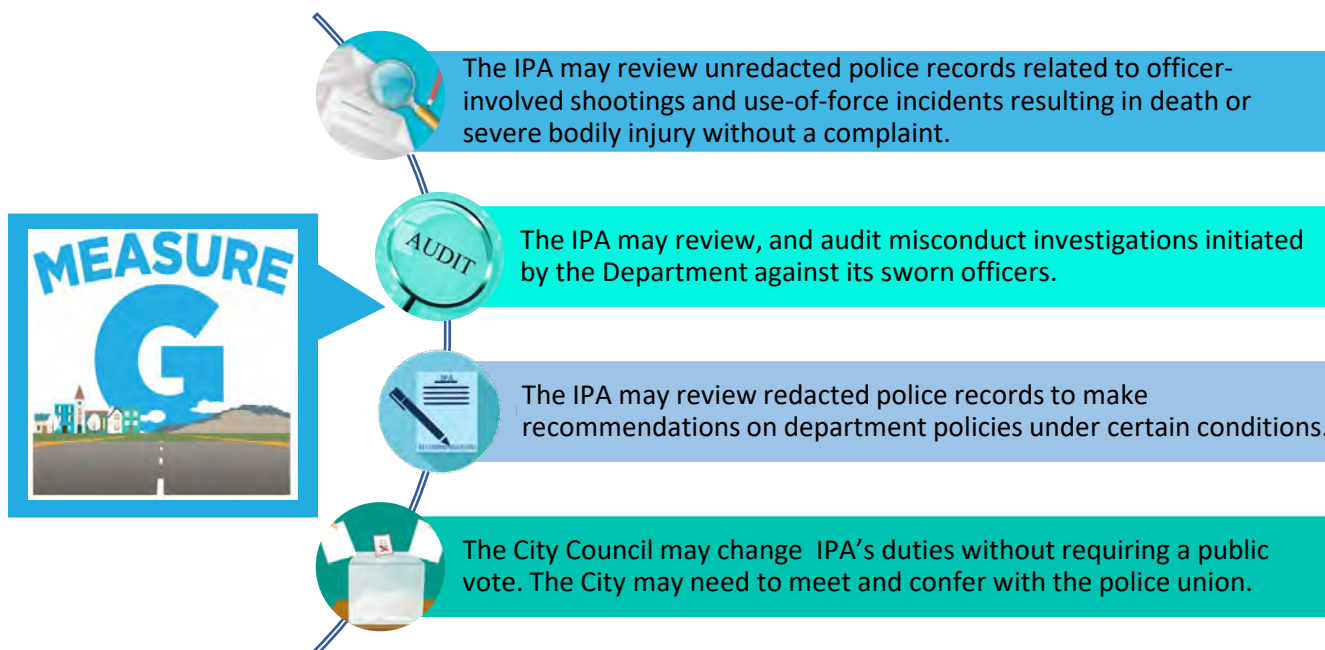 The IPA may review unredacted police records related to officer-
involved shootings and use-of-force incidents resulting in death or
severe bodily injury without a complaint.
MEASURE
G
AUDIT
The IPA may review, and audit misconduct investigations initiated
by the Department against its sworn officers.
IPA
RECOMMENDATIONS
The IPA may review redacted police records to make
recommendations on department policies under certain conditions.
The City Council may change  IPA’s duties without requiring a public
vote. The City may need to meet and confer with the police union.